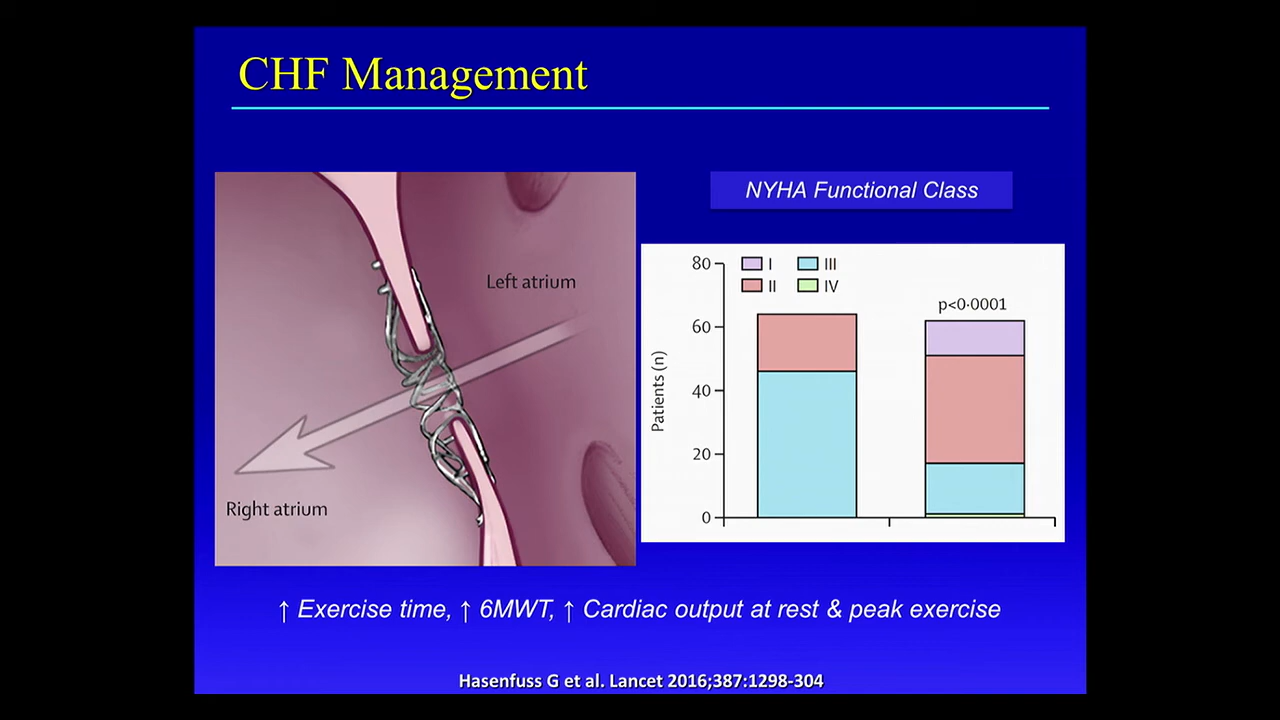 CHF Management
NYHA Functional Class
Left atrium
Right atrium
80
60
40
20
0
Patients (n)
I
III
II
IV
p<0·0001
↑ Exercise time, ↑ 6MWT, ↑ Cardiac output at rest & peak exercise
Hasenfuss G et al. Lancet 2016;387:1298-304